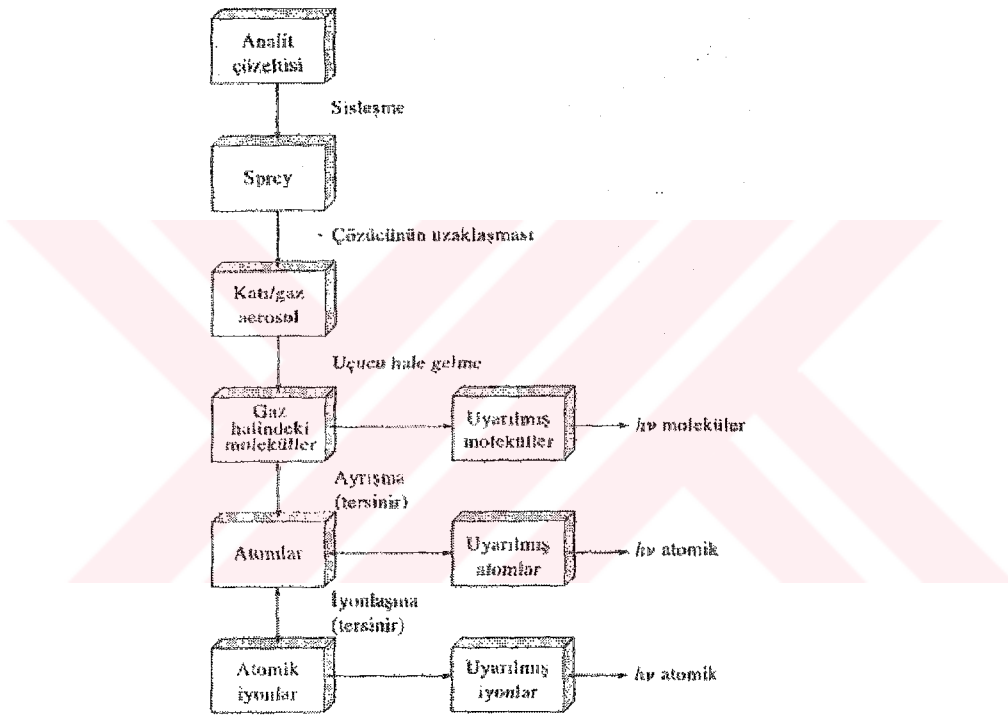 Analit
çözeltisi
Sisleşme
Sprey
Çözücünün uzaklaşması
Katı/gaz
aerosol
Uçucu hale gelme
Gaz
halindeki
moleküller
Uyarılmış
moleküller
hν moleküler
Ayrışma
(tersinir)
Atomlar
Uyarılmış
atomlar
hν atomik
İyonlaşma
(tersinir)
Atomik
iyonlar
Uyarılmış
iyonlar
hν atomik